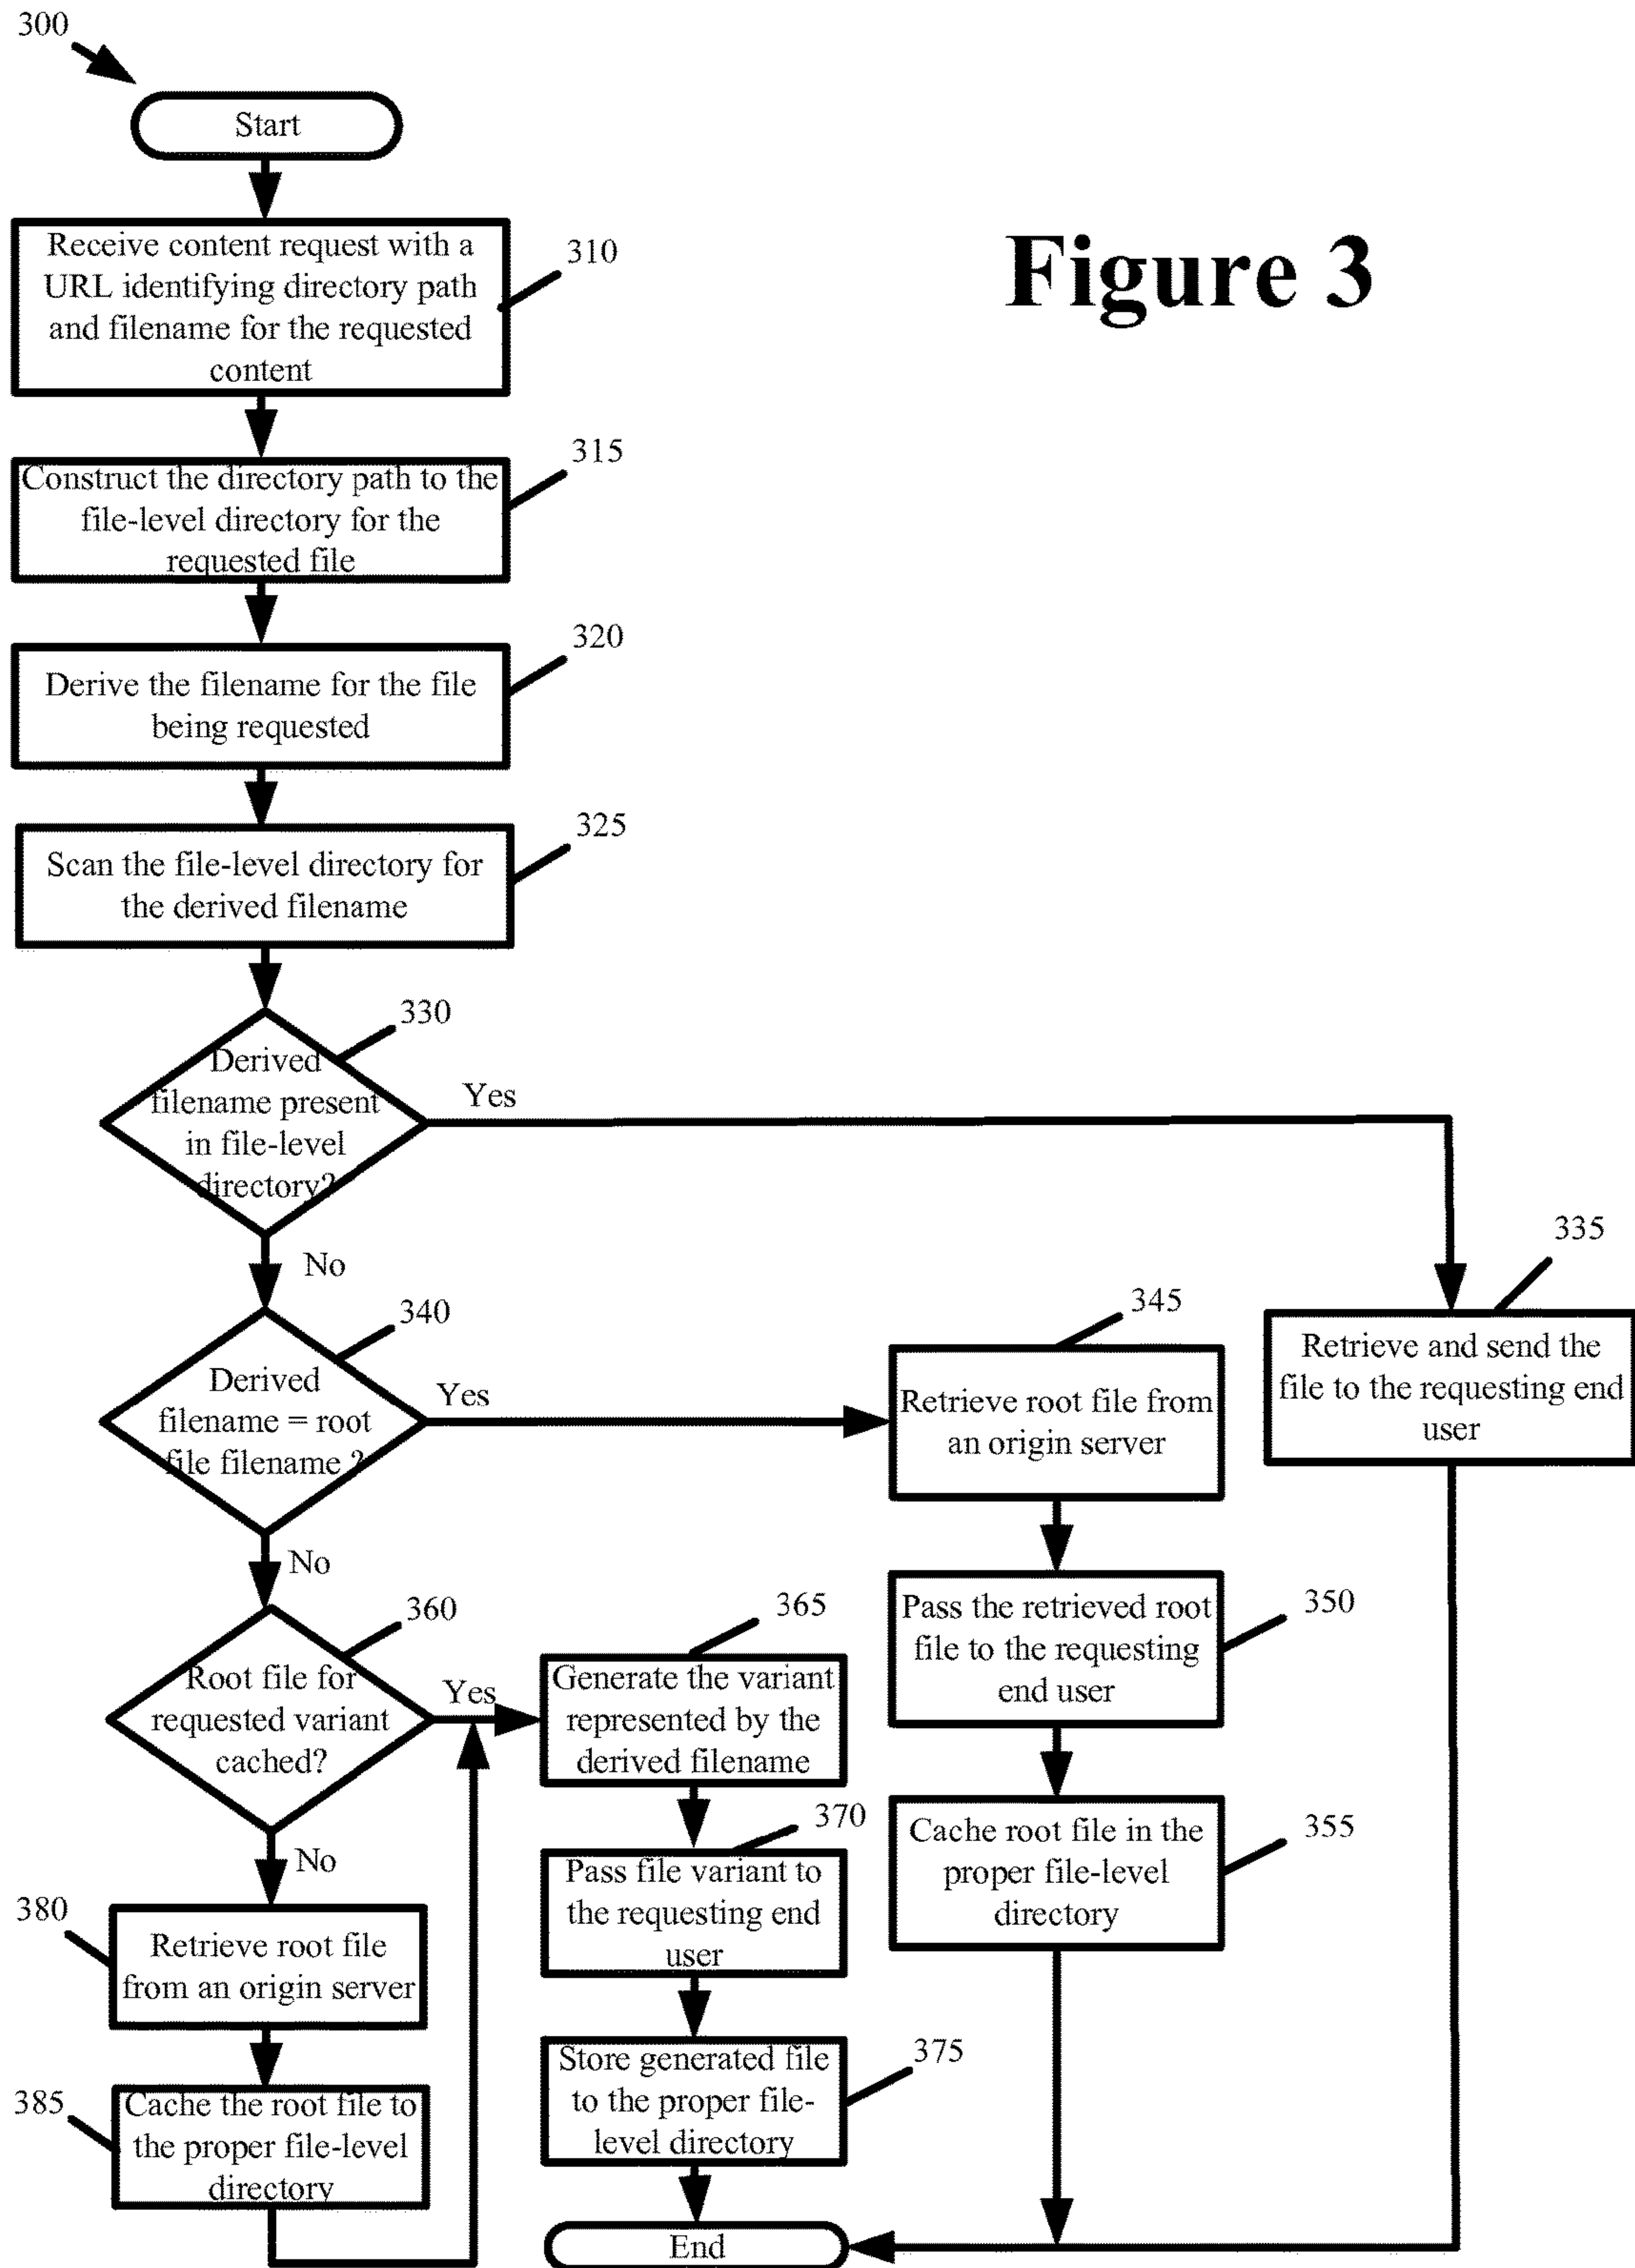 300
Start
Figure 3
Receive content request with a
URL identifying directory path
and filename for the requested
content
310
Construct the directory path to the
file-level directory for the
requested file
315
Derive the filename for the file
being requested
320
Scan the file-level directory for
the derived filename
325
Derived
filename present
in file-level
directory?
330
Yes
No
335
Retrieve and send the
file to the requesting end
user
Derived
filename = root
file filename ?
340
Yes
No
345
Retrieve root file from
an origin server
Pass the retrieved root
file to the requesting
end user
350
Cache root file in the
proper file-level
directory
355
Root file for
requested variant
cached?
360
Yes
No
365
Generate the variant
represented by the
derived filename
370
Pass file variant to
the requesting end
user
Store generated file
to the proper file-
level directory
375
380
Retrieve root file
from an origin server
385
Cache the root file to
the proper file-level
directory
End